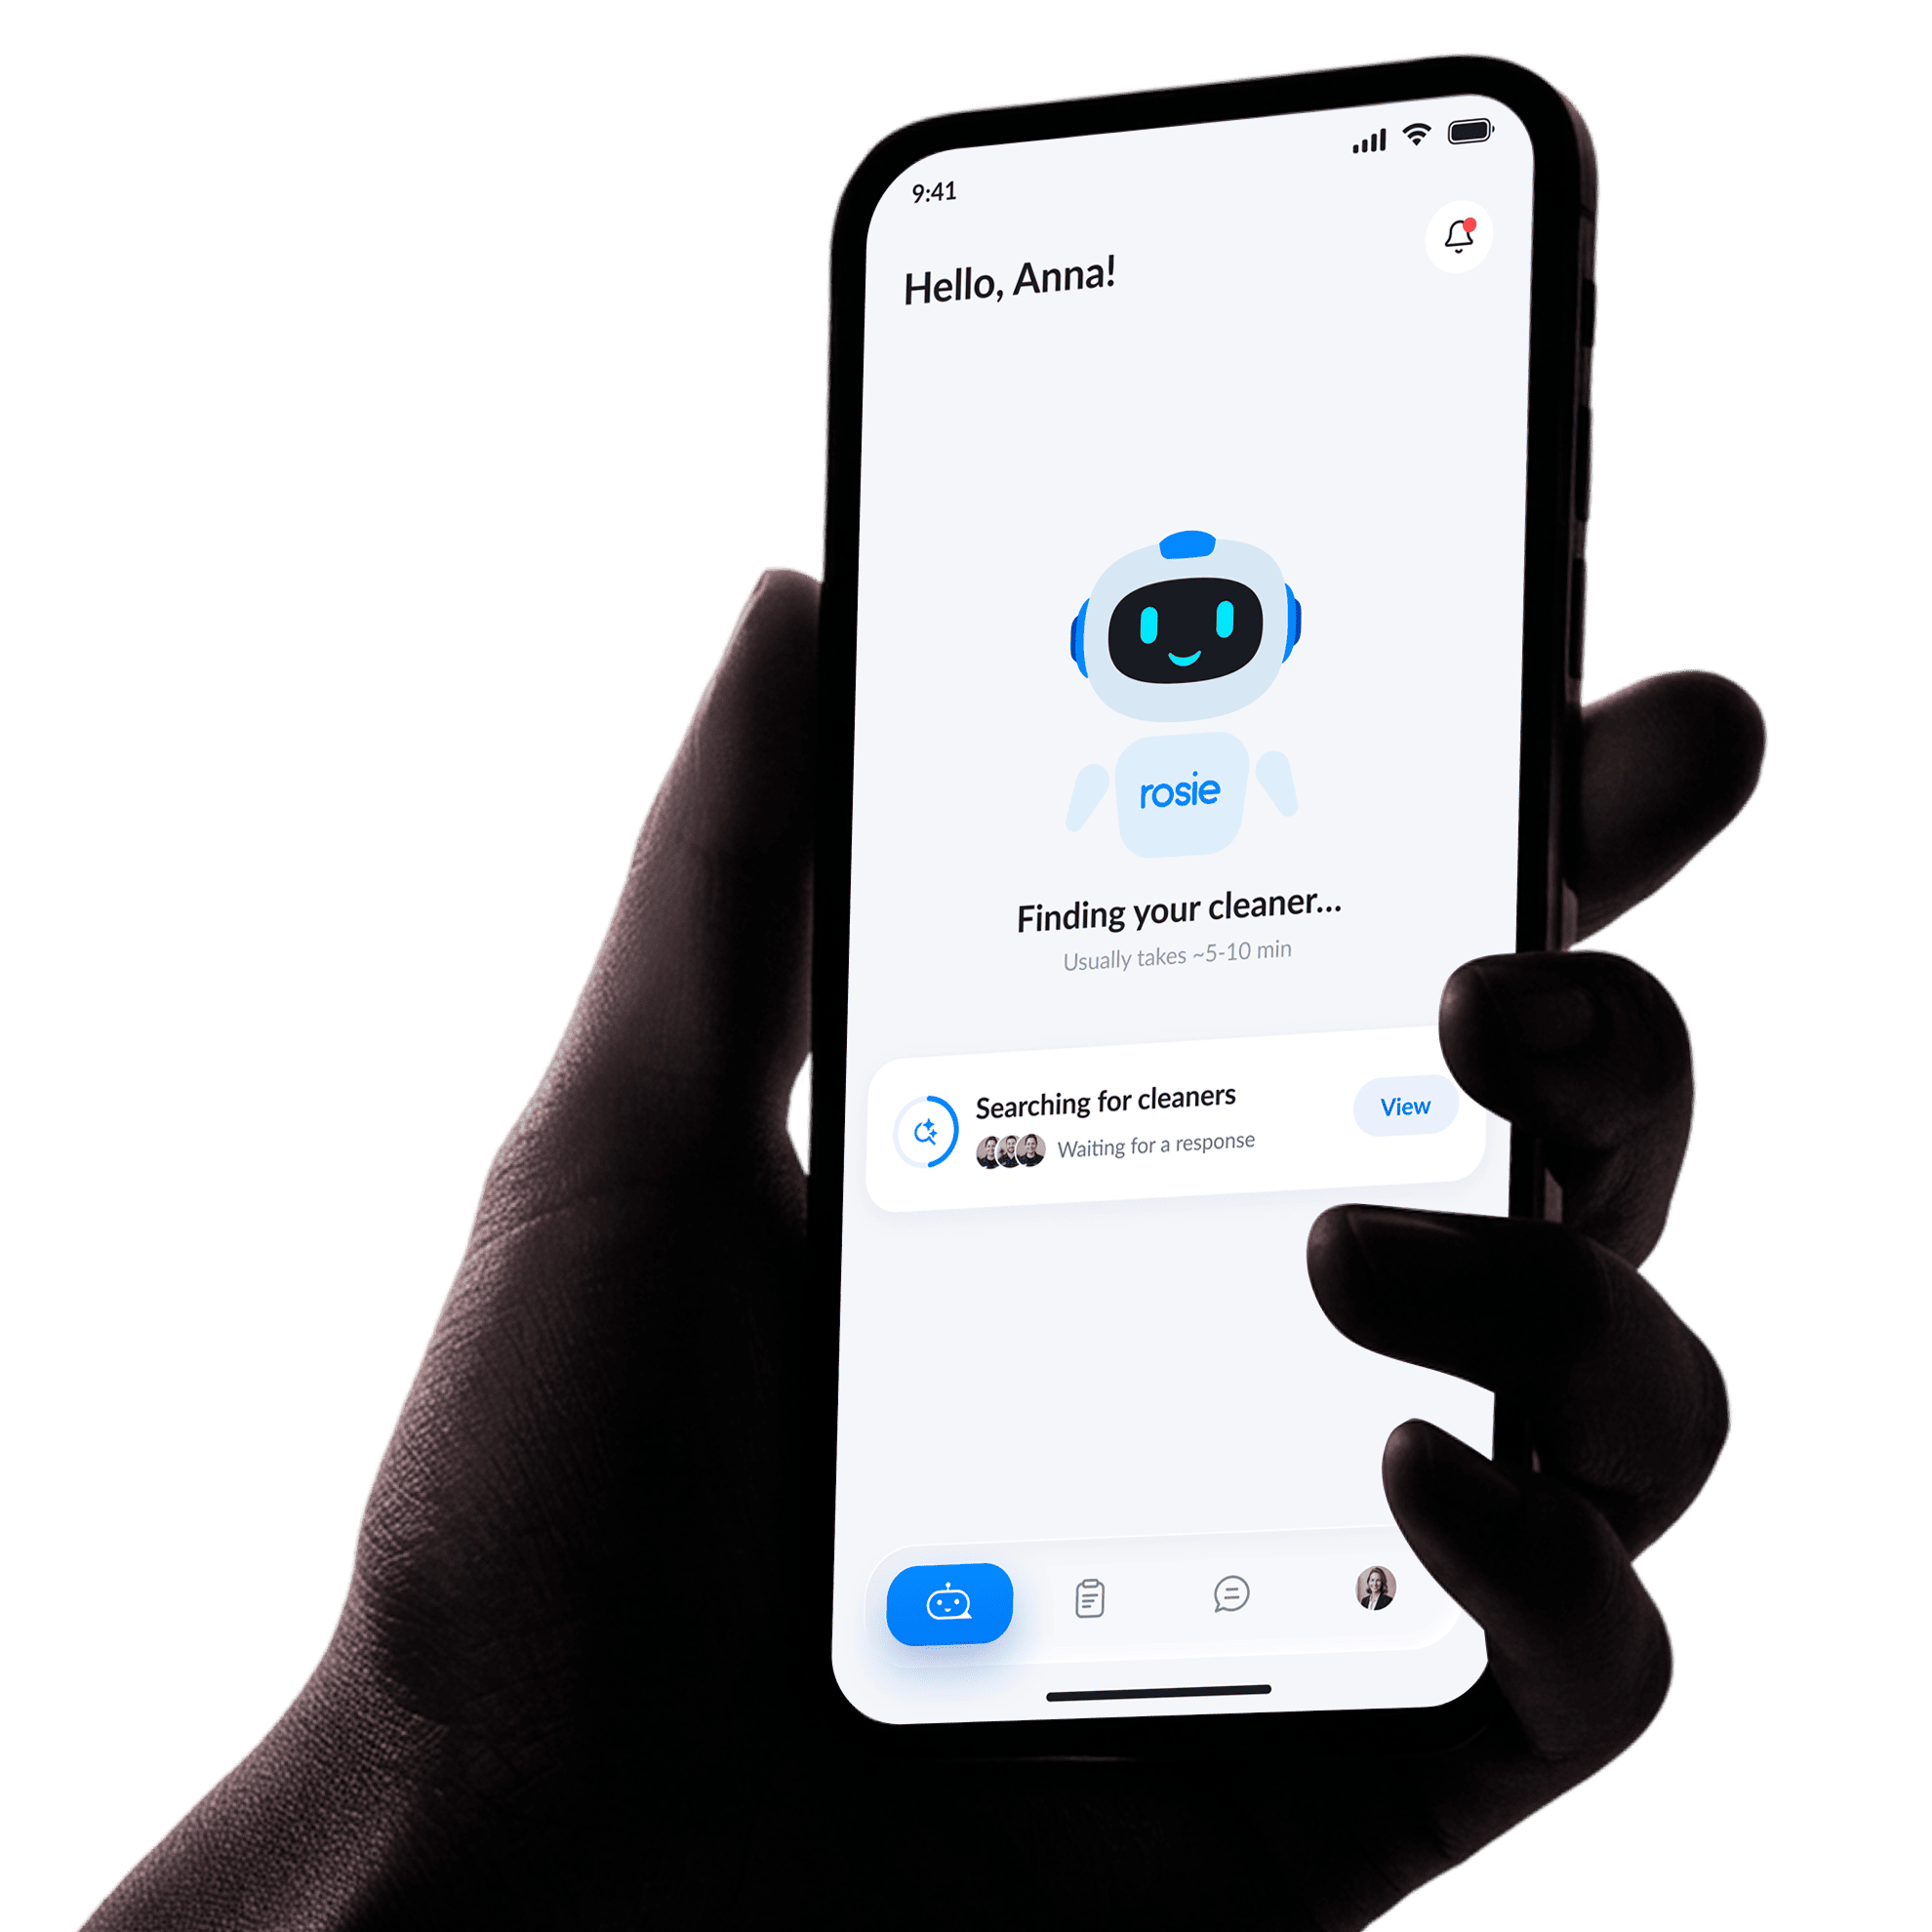 9:41
Hello, Anna!
rosie
Finding your cleaner...
Usually takes ~5-10 min
Searching for cleaners
Waiting for a response
View